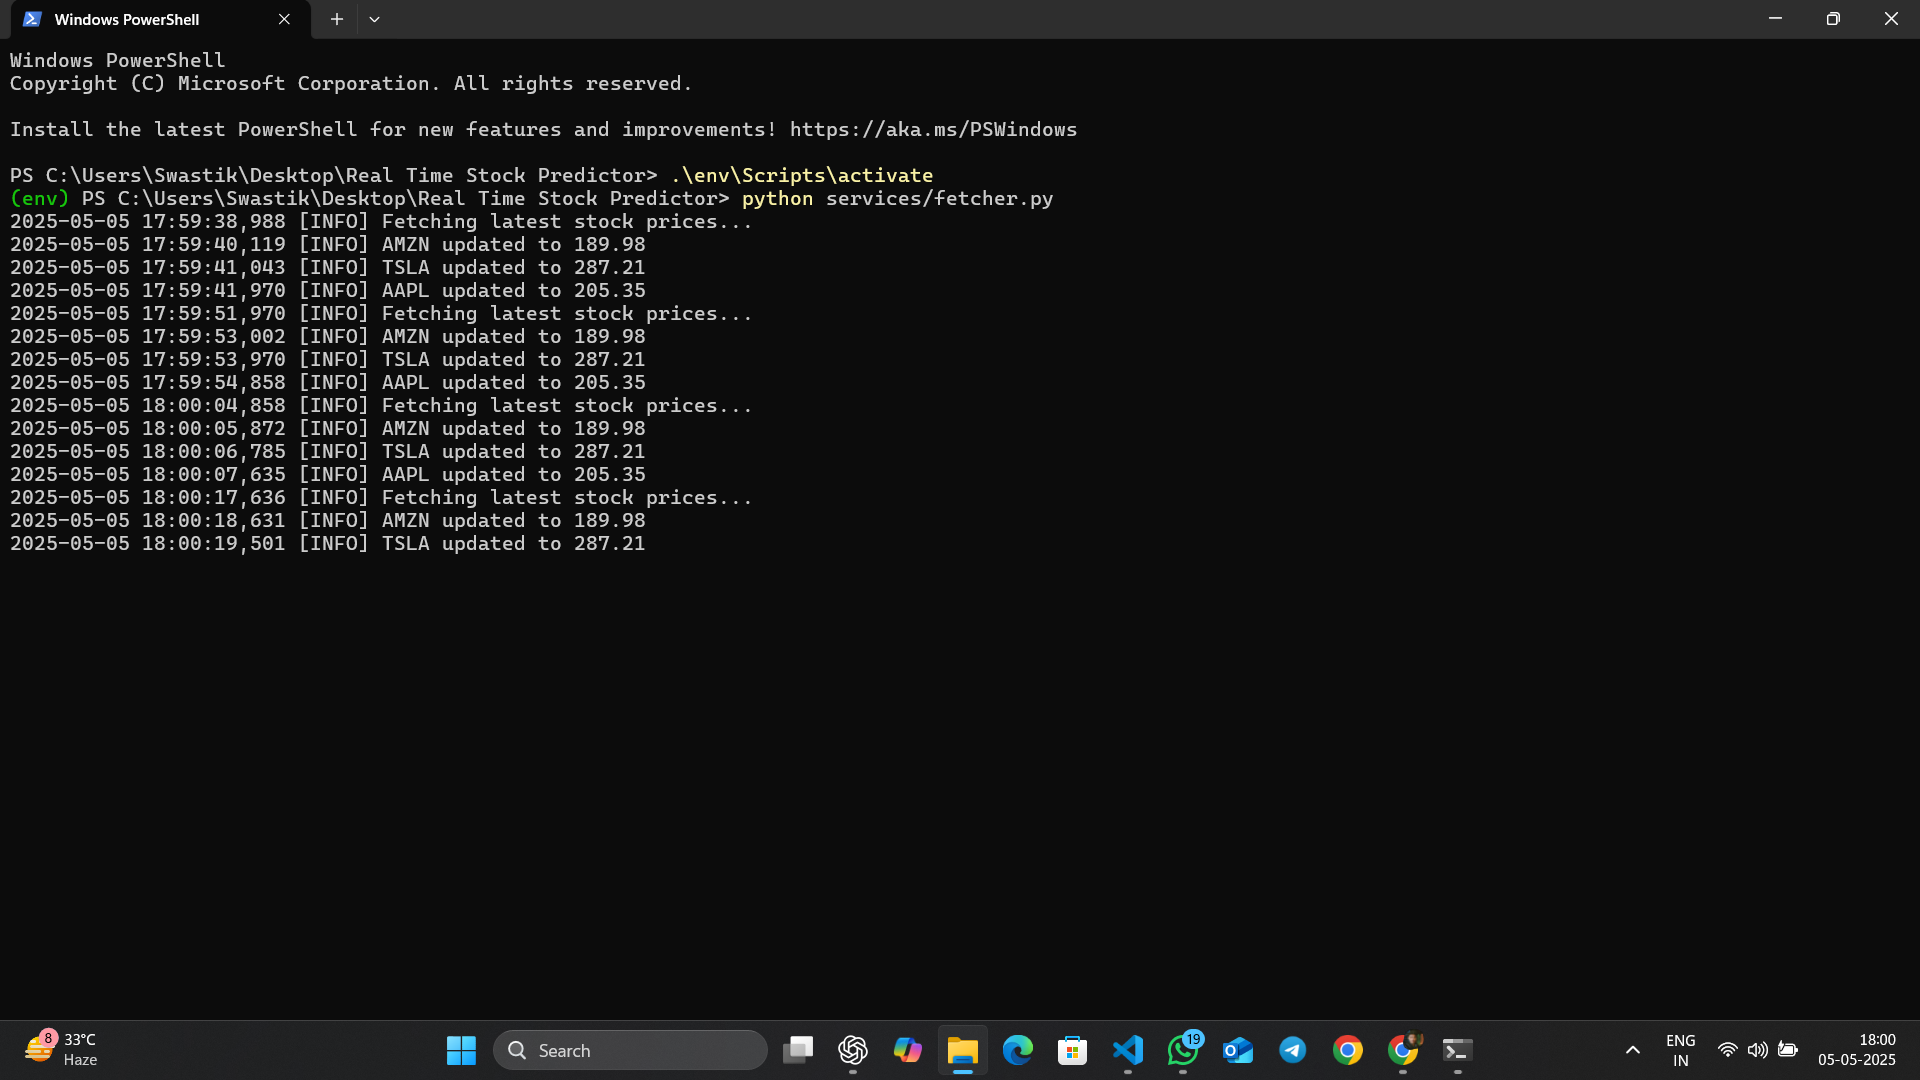 Windows PowerShell
Windows PowerShell
Copyright (C) Microsoft Corporation. All rights reserved.
Install the latest PowerShell for new features and improvements! https://aka.ms/PSWindows
PS C:\Users\Swastik\Desktop\Real Time Stock Predictor> .\env\Scripts\activate
(env) PS C:\Users\Swastik\Desktop\Real Time Stock Predictor> python services/fetcher.py
2025-05-05 17:59:38,988 [INFO] Fetching latest stock prices...
2025-05-05 17:59:40,119 [INFO] AMZN updated to 189.98
2025-05-05 17:59:41,043 [INFO] TSLA updated to 287.21
2025-05-05 17:59:41,970 [INFO] AAPL updated to 205.35
2025-05-05 17:59:51,970 [INFO] Fetching latest stock prices...
2025-05-05 17:59:53,002 [INFO] AMZN updated to 189.98
2025-05-05 17:59:53,970 [INFO] TSLA updated to 287.21
2025-05-05 17:59:54,858 [INFO] AAPL updated to 205.35
2025-05-05 18:00:04,858 [INFO] Fetching latest stock prices...
2025-05-05 18:00:05,872 [INFO] AMZN updated to 189.98
2025-05-05 18:00:06,785 [INFO] TSLA updated to 287.21
2025-05-05 18:00:07,635 [INFO] AAPL updated to 205.35
2025-05-05 18:00:17,636 [INFO] Fetching latest stock prices...
2025-05-05 18:00:18,631 [INFO] AMZN updated to 189.98
2025-05-05 18:00:19,501 [INFO] TSLA updated to 287.21
8
33°C
Haze
Search
19
ENG
IN
18:00
05-05-2025